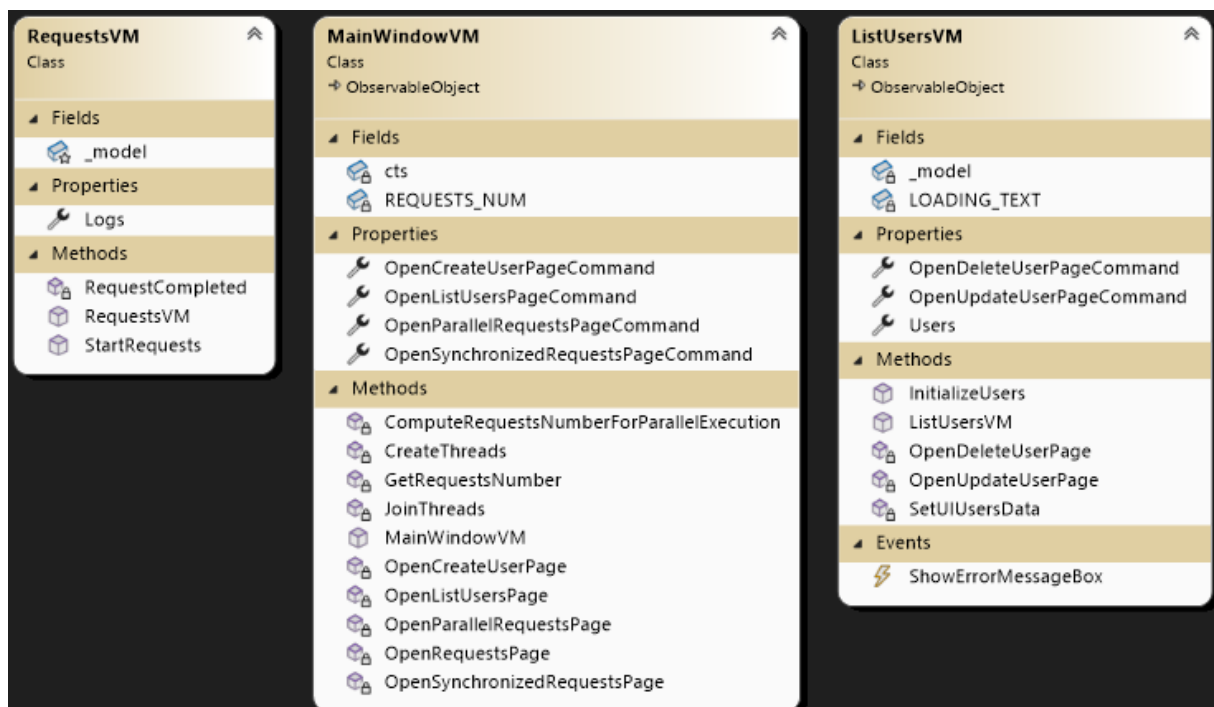 RequestsVM
Class
Fields
_model
Properties
Logs
Methods
RequestCompleted
RequestsVM
StartRequests
MainWindowVM
Class
ObservableObject
Fields
cts
REQUESTS_NUM
Properties
OpenCreateUserPageCommand
OpenListUsersPageCommand
OpenParallelRequestsPageCommand
OpenSynchronizedRequestsPageCommand
Methods
ComputeRequestsNumberForParallelExecution
CreateThreads
GetRequestsNumber
JoinThreads
MainWindowVM
OpenCreateUserPage
OpenListUsersPage
OpenParallelRequestsPage
OpenRequestsPage
OpenSynchronizedRequestsPage
ListUsersVM
Class
ObservableObject
Fields
_model
LOADING_TEXT
Properties
OpenDeleteUserPageCommand
OpenUpdateUserPageCommand
Users
Methods
InitializeUsers
ListUsersVM
OpenDeleteUserPage
OpenUpdateUserPage
SetUIUsersData
Events
ShowErrorMessageBox